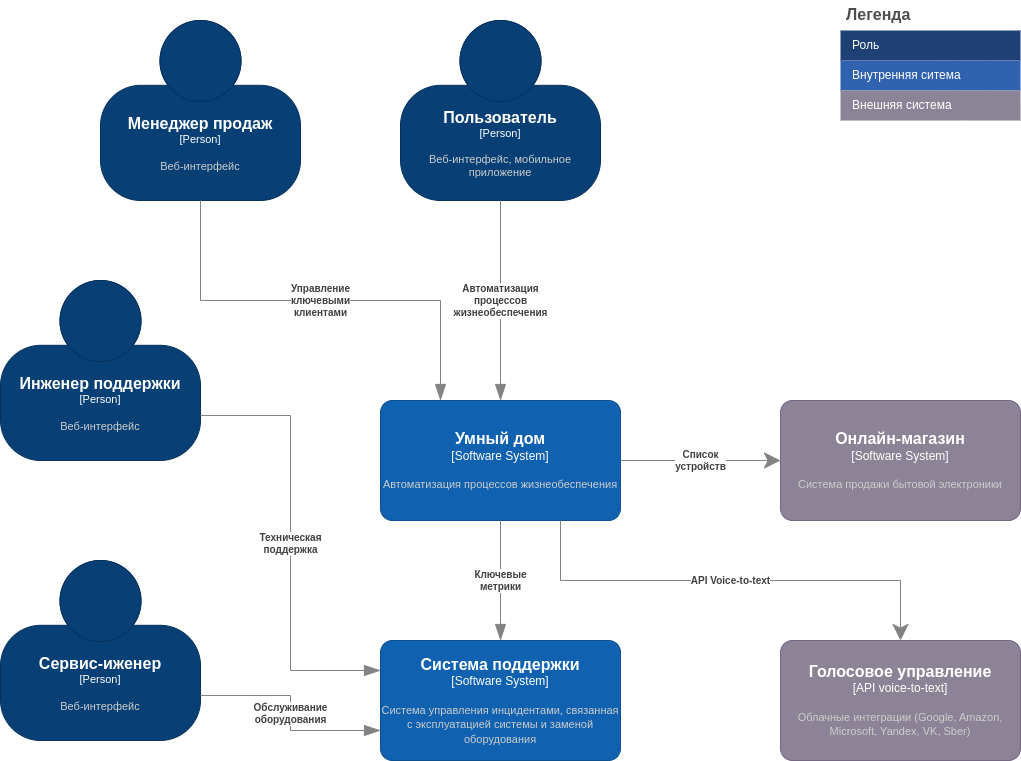 Легенда
Роль
Внутренняя ситема
Внешняя система
Менеджер продаж
[Person]
Веб-интерфейс
Пользователь
[Person]
Веб-интерфейс, мобильное
приложение
Управление
ключевыми
клиентами
Автоматизация
процессов
жизнеобеспечения
Инженер поддержки
[Person]
Веб-интерфейс
Умный дом
[Software System]
Автоматизация процессов жизнеобеспечения
Список
устройств
Онлайн-магазин
[Software System]
Система продажи бытовой электроники
Техническая
поддержка
Ключевые
метрики
API Voice-to-text
Сервис-иженер
[Person]
Веб-интерфейс
Обслуживание
оборудования
Система поддержки
[Software System]
Система управления инцидентами, связанная
с эксплуатацией системы и заменой
оборудования
Голосовое управление
[API voice-to-text]
Облачные интеграции (Google, Amazon,
Microsoft, Yandex, VK, Sber)